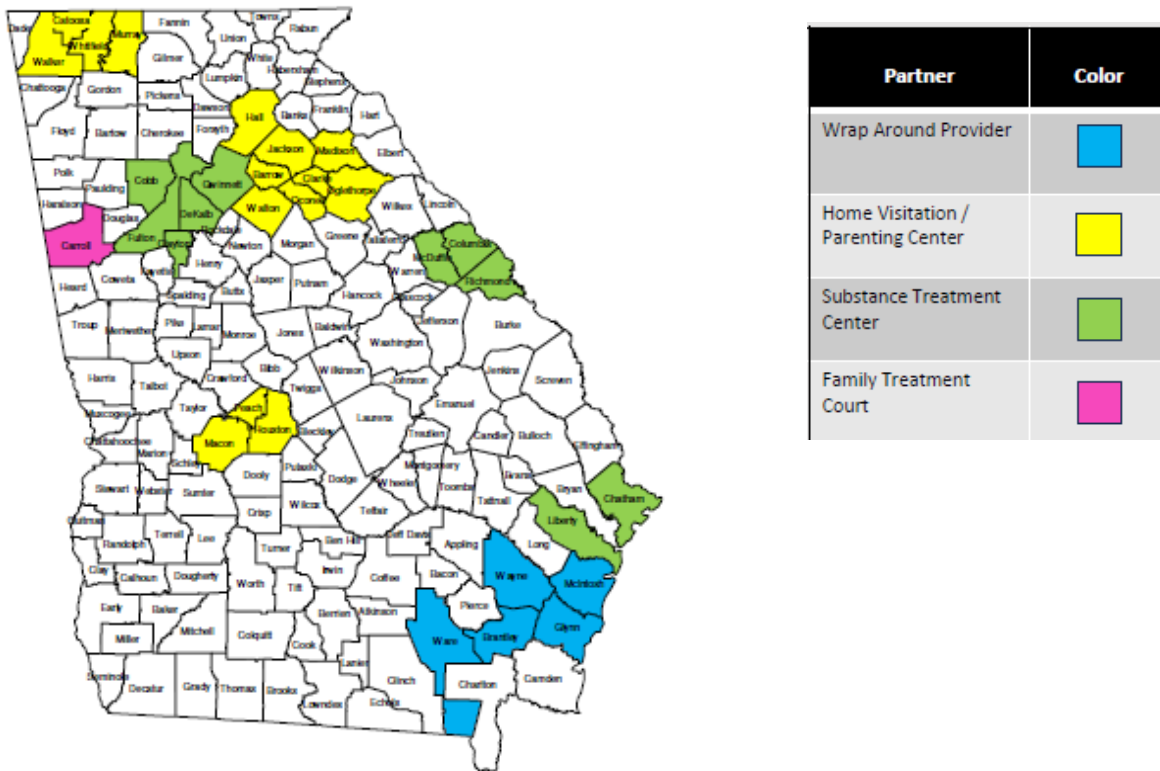 Catoosa
Fannin
Towns
Rabun
Murray
Union
Whitfield
Walker
Gilmer
White
Habersham
Lumpkin
Stephens
Chattooga
Gordon
Pickens
Dawson
Banks
Franklin
Hart
Hall
Floyd
Bartow
Cherokee
Forsyth
Jackson
Madison
Elbert
Polk
Cobb
Gwinnett
Barrow
Clarke
Oglethorpe
Paulding
Haralson
DeKalb
Walton
Oconee
Wilkes
Lincoln
Douglas
Carroll
Fulton
Rockdale
Newton
Morgan
Greene
Taliaferro
Columbia
Clayton
McDuffie
Heard
Coweta
Fayette
Henry
Jasper
Putnam
Warren
Richmond
Spalding
Butts
Hancock
Glascock
Troup
Meriwether
Pike
Lamar
Monroe
Jones
Baldwin
Jefferson
Burke
Upson
Washington
Harris
Talbot
Crawford
Bibb
Twiggs
Wilkinson
Johnson
Jenkins
Screven
Muscogee
Taylor
Peach
Houston
Laurens
Emanuel
Chattahoochee
Marion
Macon
Bleckley
Treutlen
Candler
Bulloch
Effingham
Schley
Dooly
Pulaski
Dodge
Montgomery
Wheeler
Evans
Stewart
Webster
Sumter
Wilcox
Toombs
Tattnall
Bryan
Chatham
Crisp
Telfair
Liberty
Quitman
Randolph
Terrell
Lee
Turner
Ben Hill
Jeff Davis
Appling
Long
Clay
Calhoun
Dougherty
Worth
Tift
Irwin
Coffee
Bacon
Wayne
McIntosh
Early
Baker
Mitchell
Colquitt
Berrien
Atkinson
Pierce
Glynn
Miller
Cook
Ware
Brantley
Seminole
Decatur
Grady
Thomas
Brooks
Lanier
Clinch
Charlton
Camden
Lowndes
Echols
Partner Color
Wrap Around Provider
Home Visitation /
Parenting Center
Substance Treatment
Center
Family Treatment
Court